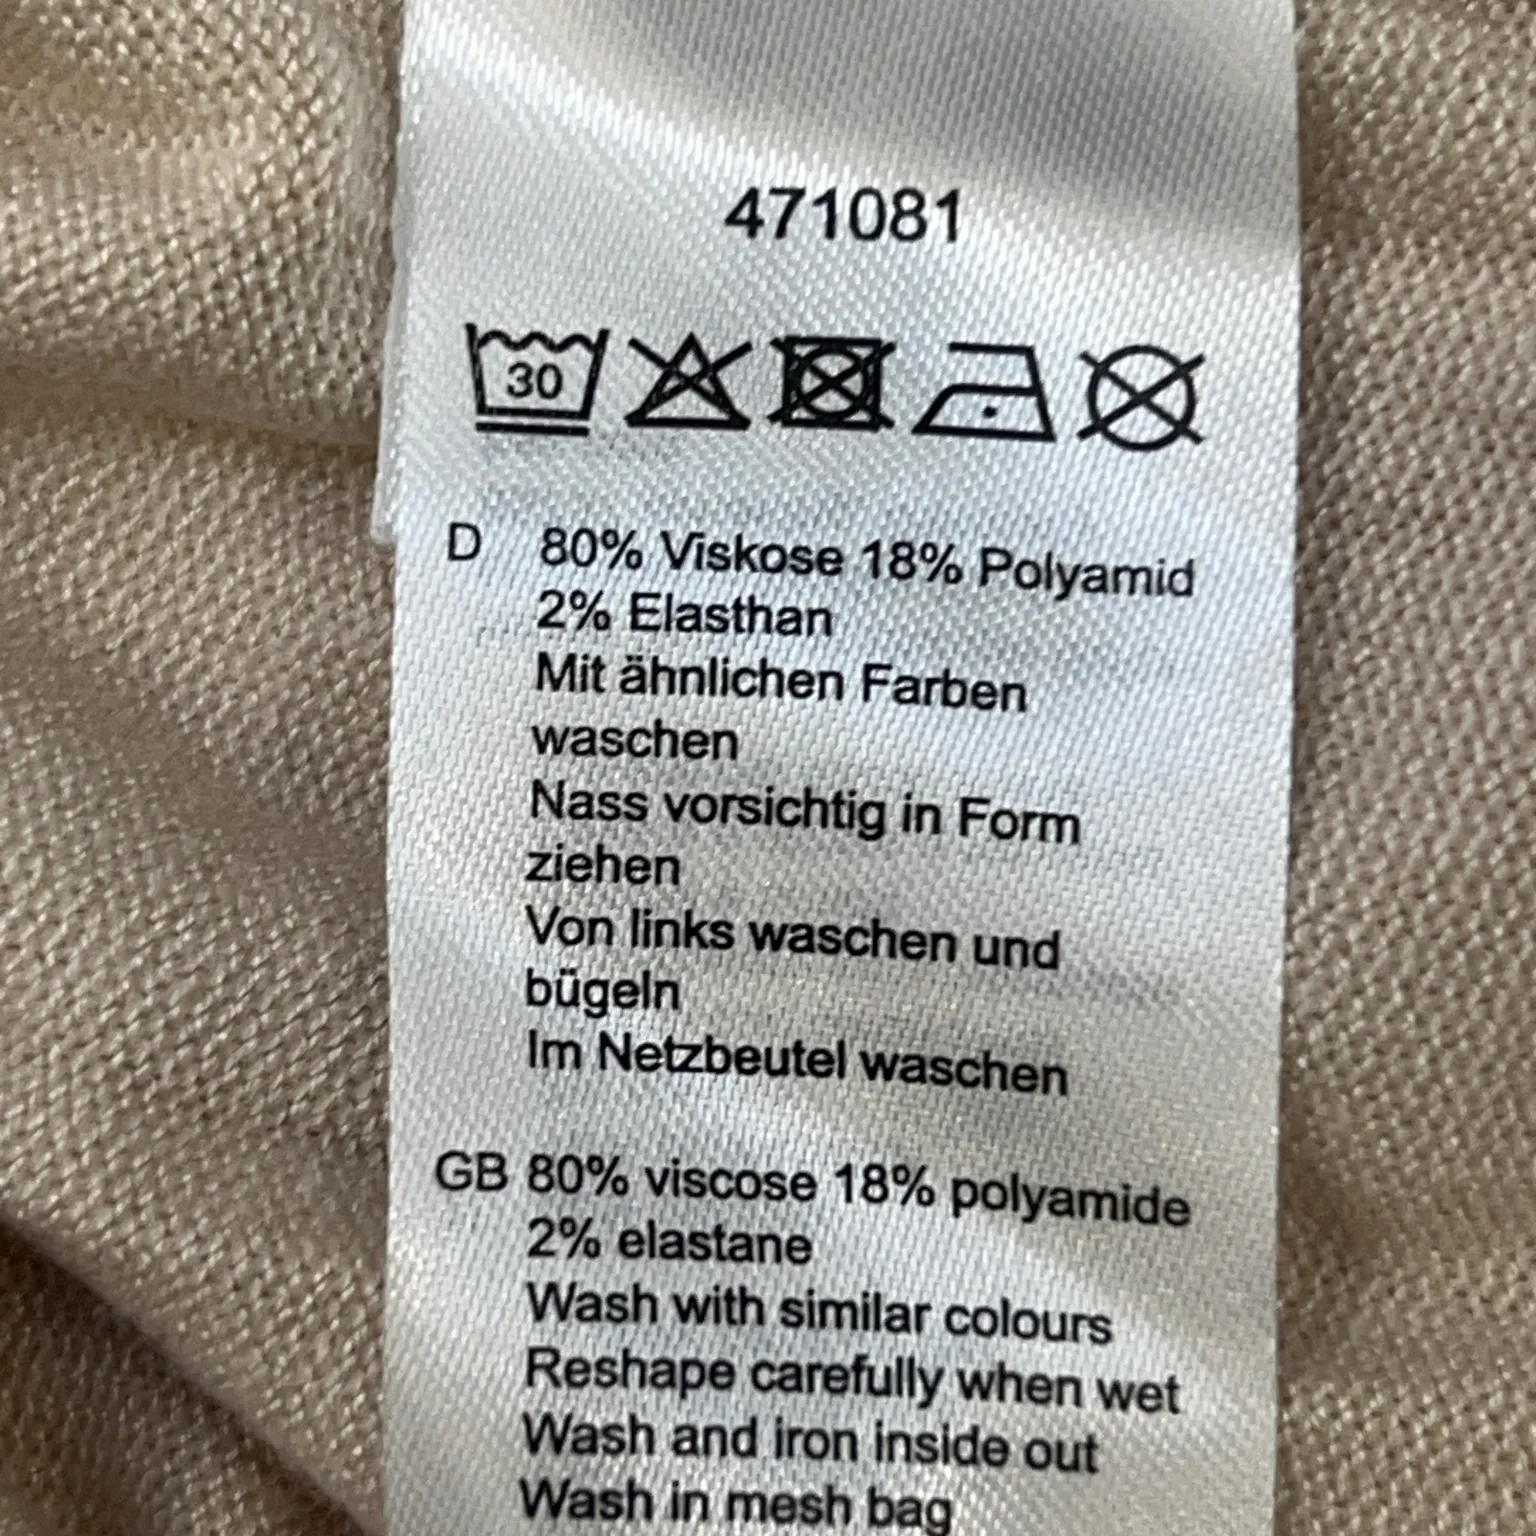 471081
30
D 80% Viskose 18% Polyamid
2% Elasthan
Mit ähnlichen Farben
waschen
Nass vorsichtig in Form
ziehen
Von links waschen und
bügeln
Im Netzbeutel waschen
GB 80% viscose 18% polyamide
2% elastane
Wash with similar colours
Reshape carefully when wet
Wash and iron inside out
Wash in mesh bag